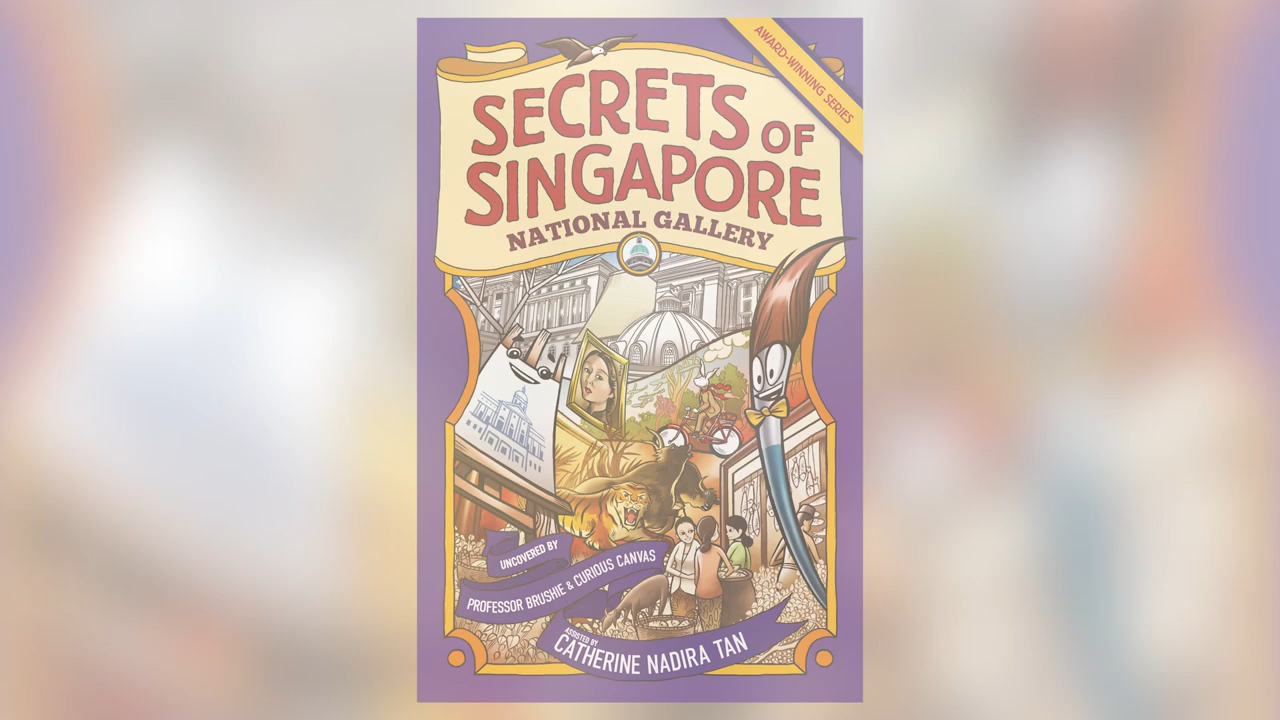 AWARD-WINNING SERIES
SECRETS OF
SINGAPORE
NATIONAL GALLERY
UNCOVERED BY
PROFESSOR BRUSHIE & CURIOUS CANVAS
ASSISTED BY
CATHERINE NADIRA TAN